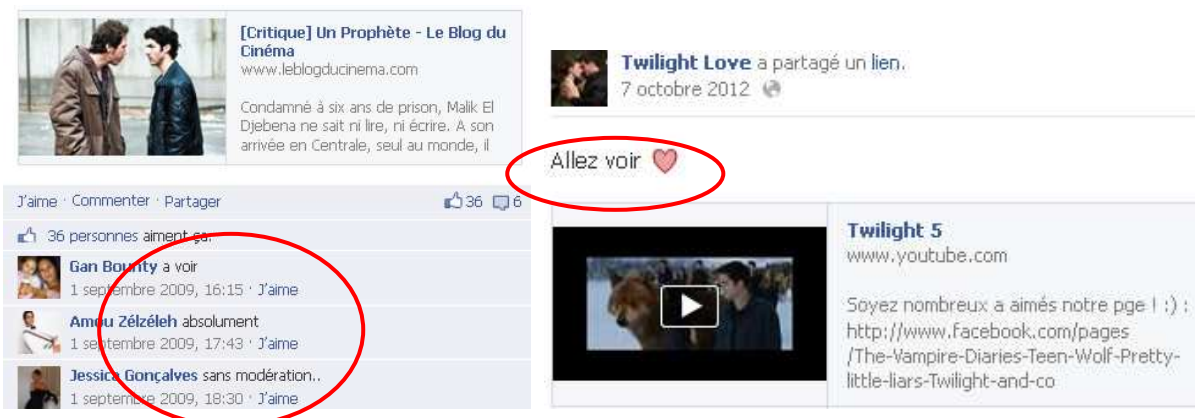 [Critique] Un Prophète - Le Blog du
Cinéma
www.leblogducinema.com
Condamné à six ans de prison, Malik El
Djebena ne sait ni lire, ni écrire. A son
arrivée en Centrale, seul au monde, il
J'aime · Commenter · Partager
36 6
36 personnes aiment ça.
Gan Bounty a voir
1 septembre 2009, 16:15 · J'aime
Amou Zélzéleh absolument
1 septembre 2009, 17:43 · J'aime
Jessica Gonçalves sans modération..
1 septembre 2009, 18:30 · J'aime
Twilight Love a partagé un lien.
7 octobre 2012
Allez voir
Twilight 5
www.youtube.com
Soyez nombreux a aimés notre pge ! :) :
http://www.facebook.com/pages
/The-Vampire-Diaries-Teen-Wolf-Pretty-
little-liars-Twilight-and-co